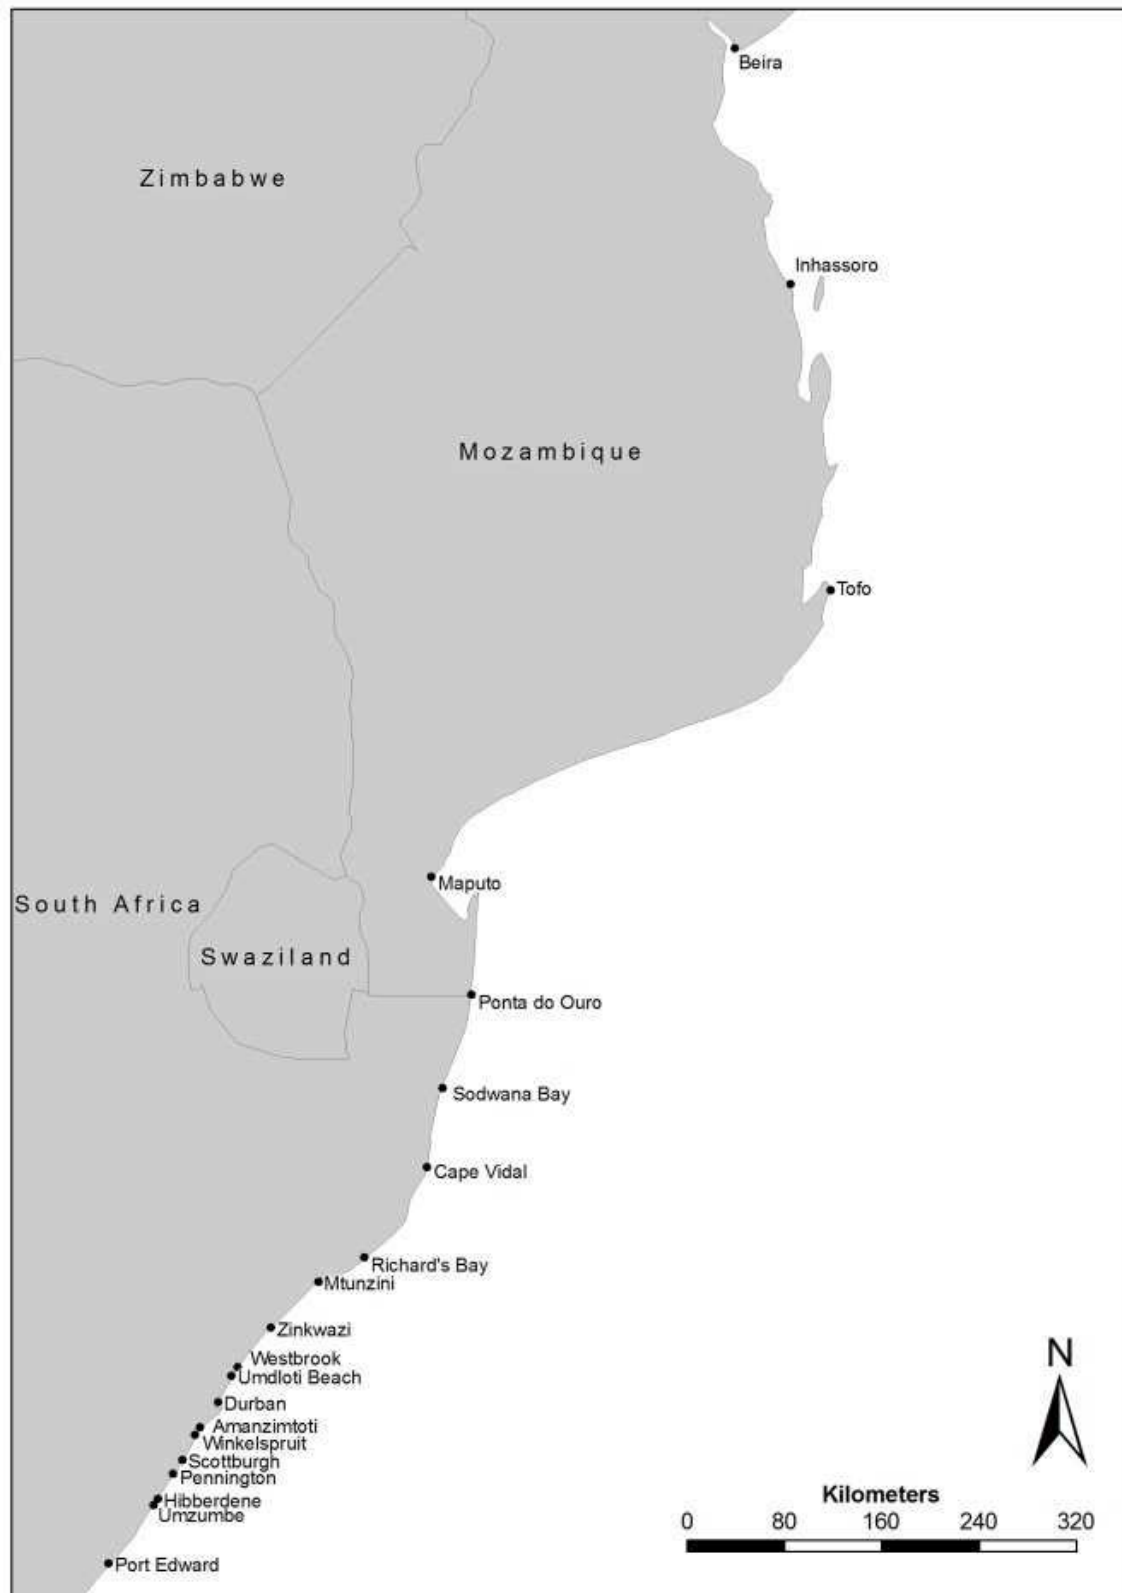 Beira
Zimbabwe
Inhassoro
Mozambique
Tofo
Maputo
South Africa
Swaziland
Ponta do Ouro
Sodwana Bay
Cape Vidal
Richard's Bay
Mtunzini
Zinkwazi
Westbrook
Umdloti Beach
Durban
Amanzimtoti
Winkelspruit
Scottburgh
Pennington
Hibberdene
Umzumbe
Port Edward
N
Kilometers
0 80 160 240 320